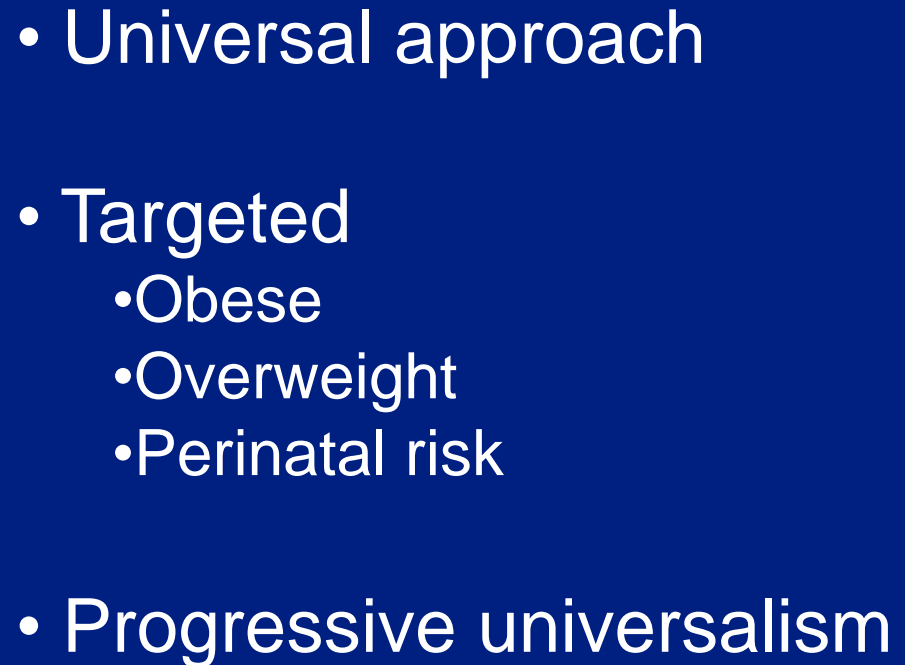 • Universal approach
• Targeted
•Obese
•Overweight
•Perinatal risk
• Progressive universalism